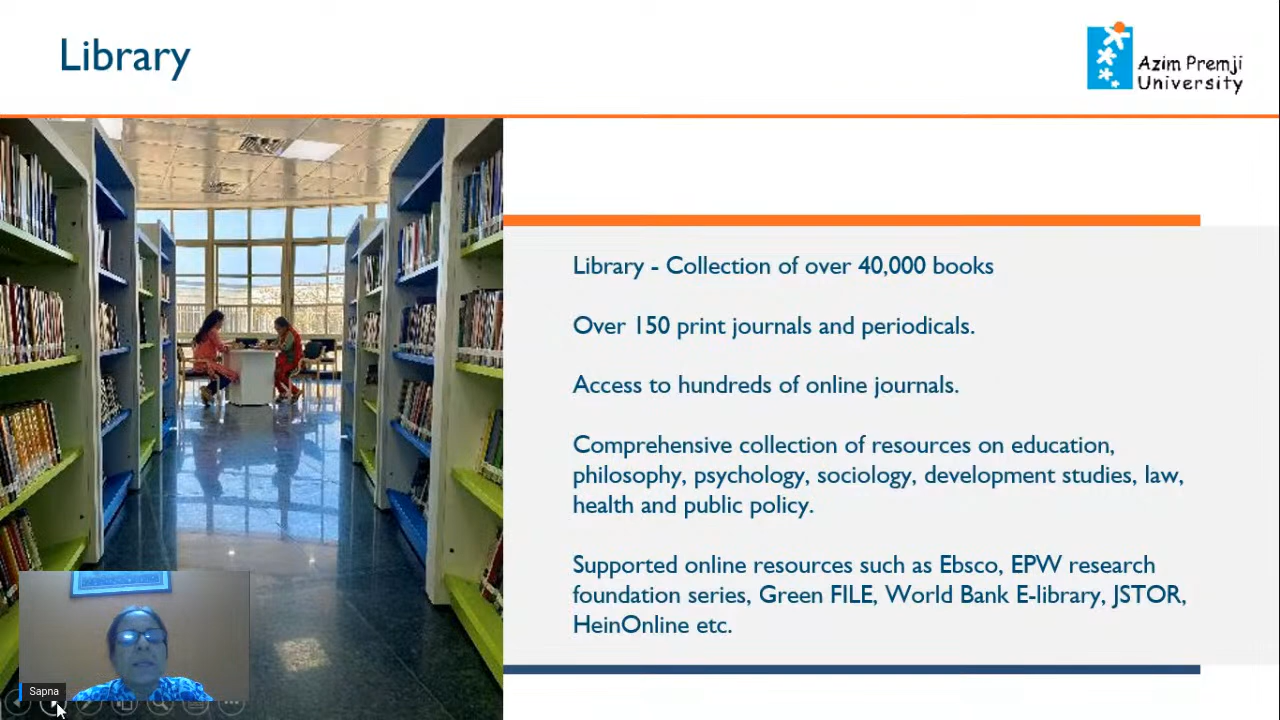 Library
Azim Premji
University
Library - Collection of over 40,000 books
Over 150 print journals and periodicals.
Access to hundreds of online journals.
Comprehensive collection of resources on education,
philosophy, psychology, sociology, development studies, law,
health and public policy.
Supported online resources such as Ebsco, EPW research
foundation series, Green FILE, World Bank E-library, JSTOR,
HeinOnline etc.
Sapna